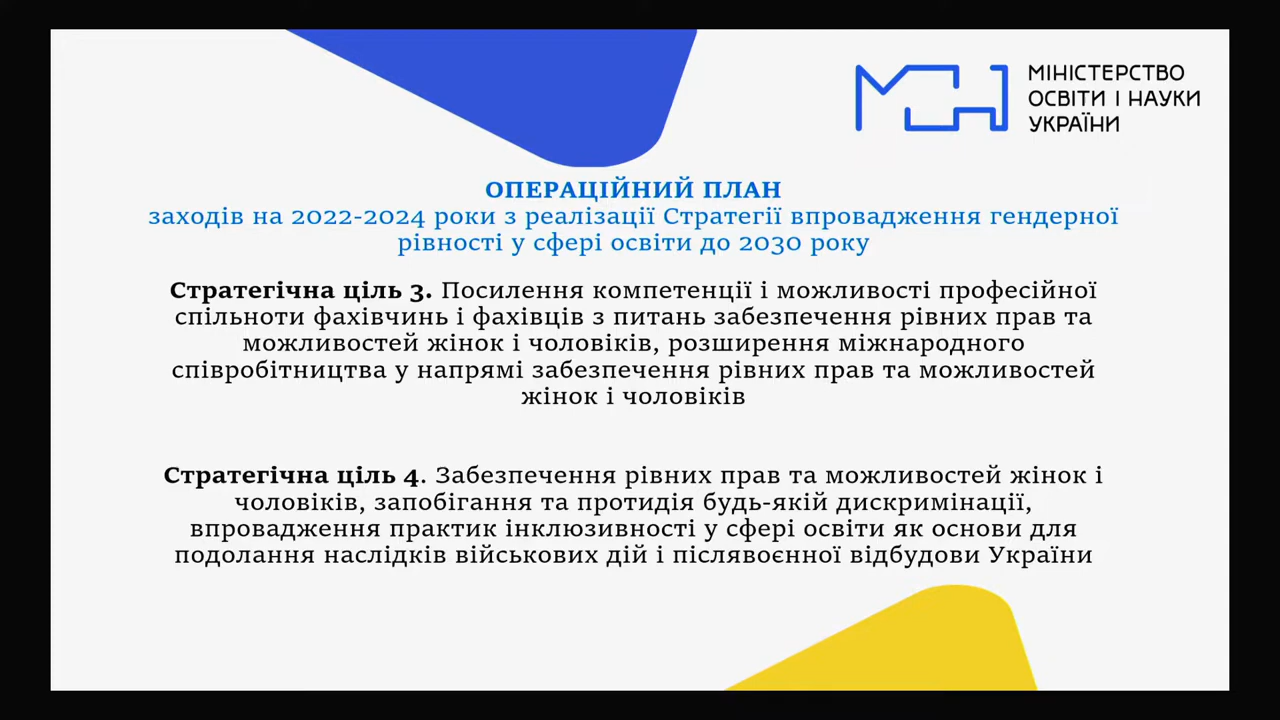 МІНІСТЕРСТВО
ОСВІТИ І НАУКИ
УКРАЇНИ
ОПЕРАЦІЙНИЙ ПЛАН
заходів на 2022-2024 роки з реалізації Стратегії впровадження гендерної
рівності у сфері освіти до 2030 року
Стратегічна ціль 3. Посилення компетенції і можливості професійної
спільноти фахівчинь і фахівців з питань забезпечення рівних прав та
можливостей жінок і чоловіків, розширення міжнародного
співробітництва у напрямі забезпечення рівних прав та можливостей
жінок і чоловіків
Стратегічна ціль 4. Забезпечення рівних прав та можливостей жінок і
чоловіків, запобігання та протидія будь-якій дискримінації,
впровадження практик інклюзивності у сфері освіти як основи для
подолання наслідків військових дій і післявоєнної відбудови України